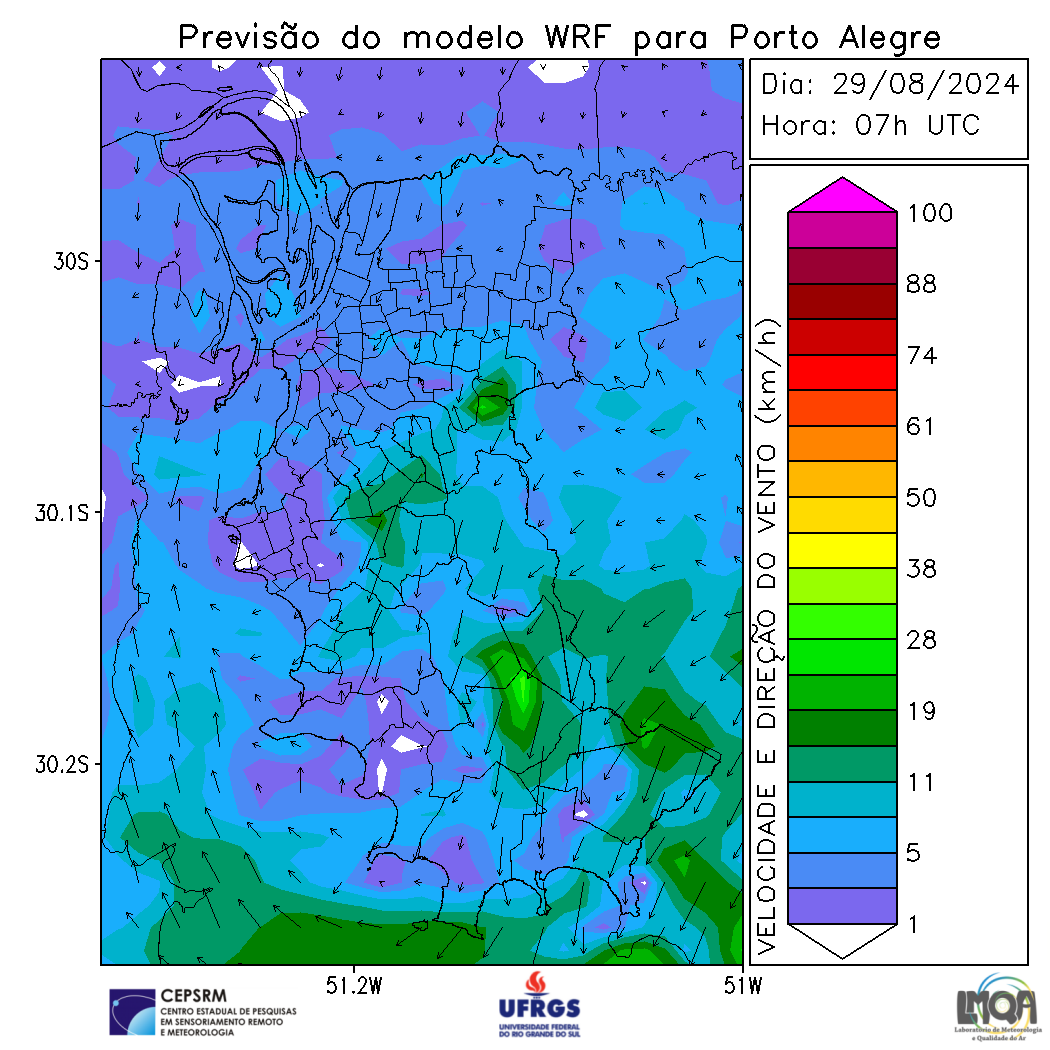 Previsão do modelo WRF para Porto Alegre
Dia: 29/08/2024
Hora: 07h UTC
30S
30.1S
30.2S
51.2W
51W
VELOCIDADE E DIREÇÃO DO VENTO (km/h)
100
88
74
61
50
38
28
19
11
5
1
CEPSRM
CENTRO ESTADUAL DE PESQUISAS
EM SENSORIAMENTO REMOTO
E METEOROLOGIA
UFRGS
UNIVERSIDADE FEDERAL
DO RIO GRANDE DO SUL
LMQA
Laboratório de Meteorologia
e Qualidade do Ar